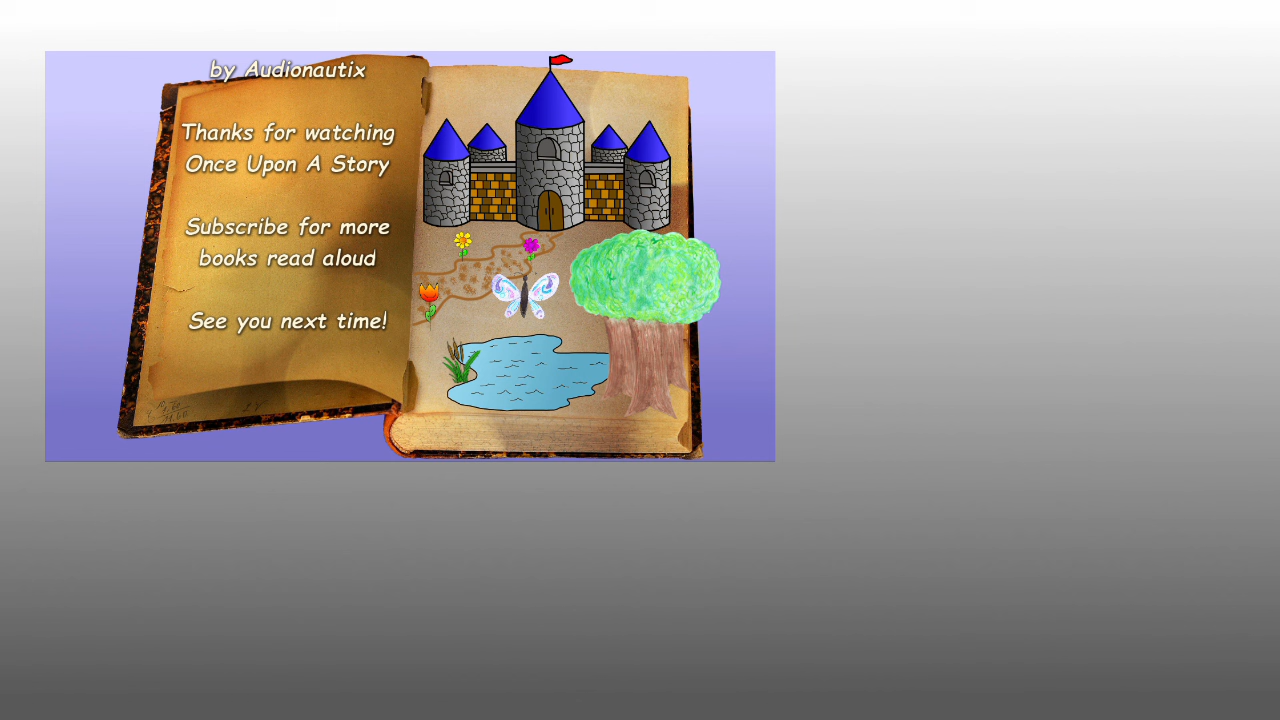 by Audionautix
Thanks for watching
Once Upon A Story
Subscribe for more
books read aloud
See you next time!